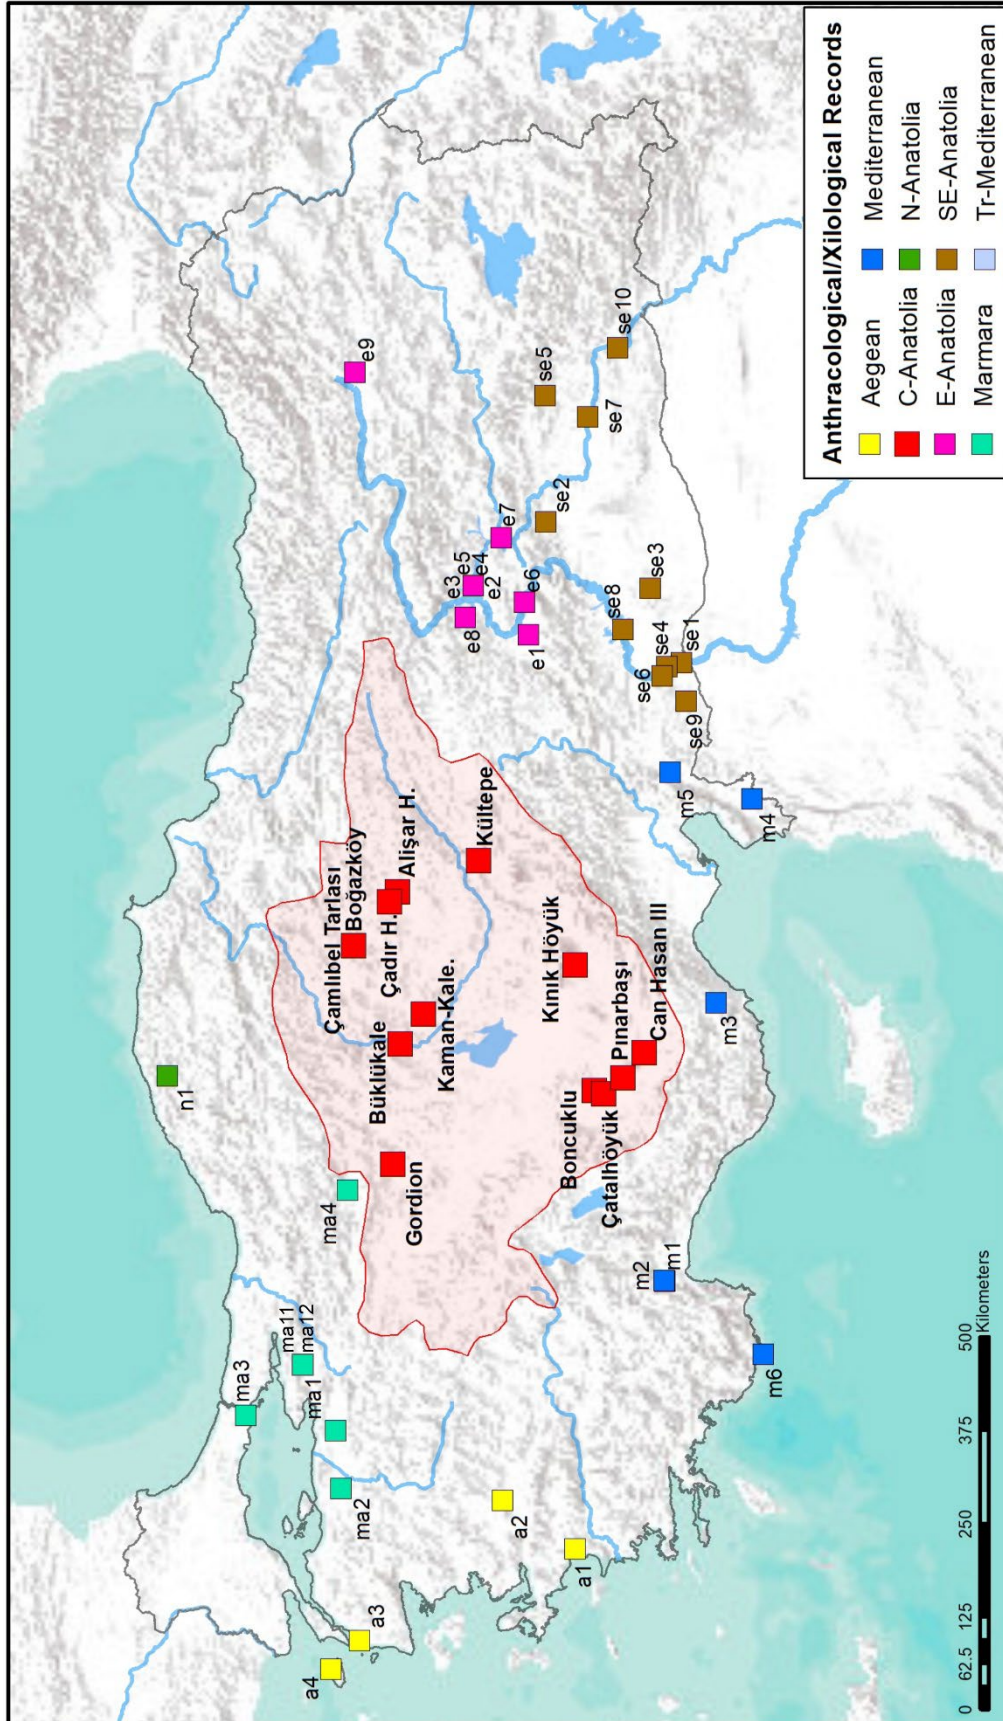 a4
a3
ma3
ma11
ma12
ma1
ma2
a2
a1
ma4
n1
Gordion
Büklükale
Kaman-Kale.
Çamlıbel Tarlası
Boğazköy
Çadır H.
Alişar H.
Kültepe
Kınık Höyük
Boncuklu
Çatalhöyük
Pınarbaşı
Can Hasan III
m2
m1
m6
m3
m4
m5
e9
e3
e5
e4
e2
e8
e7
e6
e1
se2
se5
se7
se10
se3
se8
se4
se1
se6
se9
0 62.5 125 250 375 500
Kilometers
Anthracological/Xilological Records
Aegean
Mediterranean
C-Anatolia
N-Anatolia
E-Anatolia
SE-Anatolia
Marmara
Tr-Mediterranean